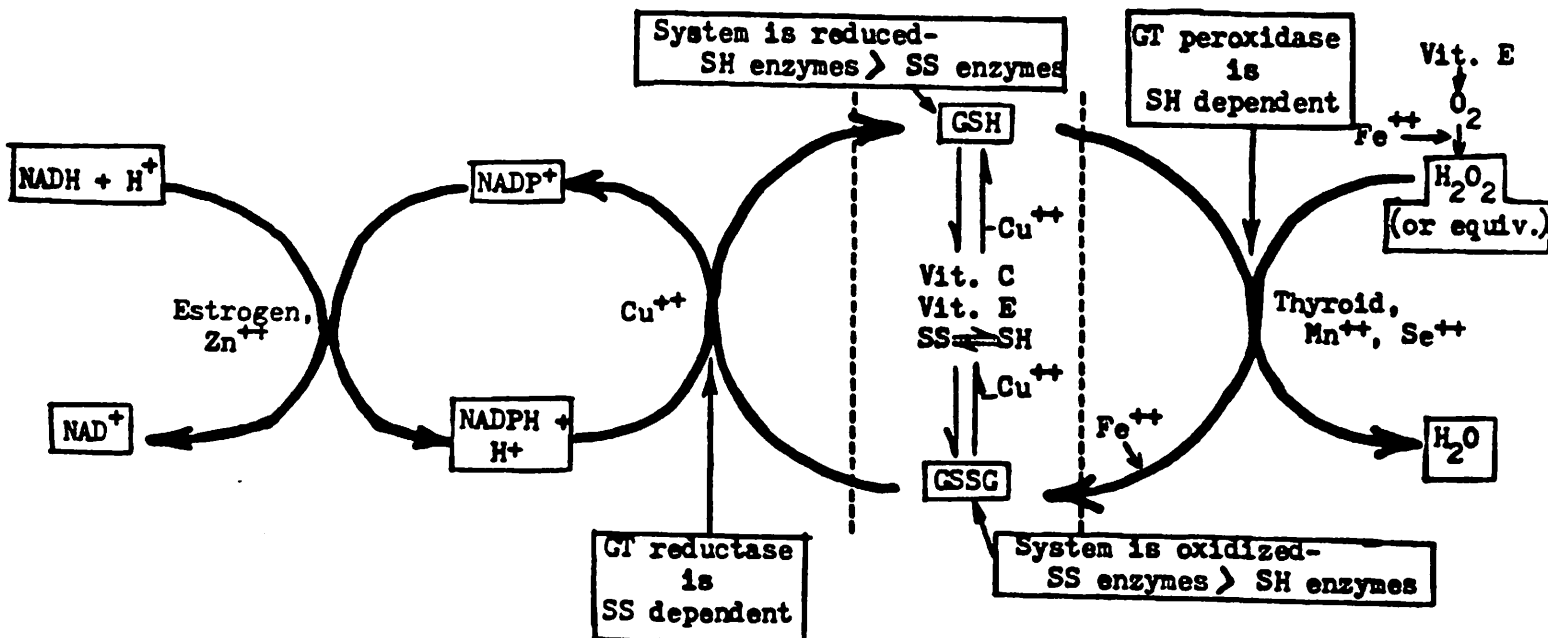 System is reduced-
SH enzymes > SS enzymes
GT peroxidase
is
SH dependent
Vit. E
O2
Fe++
H2O2
(or equiv.)
NADH + H+
NADP+
GSH
Cu++
Vit. C
Vit. E
SS⇌SH
Cu++
Estrogen,
Zn++
Cu++
Thyroid,
Mn++, Se++
NAD+
NADPH +
H+
Fe++
H2O
GSSG
GT reductase
is
SS dependent
System is oxidized-
SS enzymes > SH enzymes